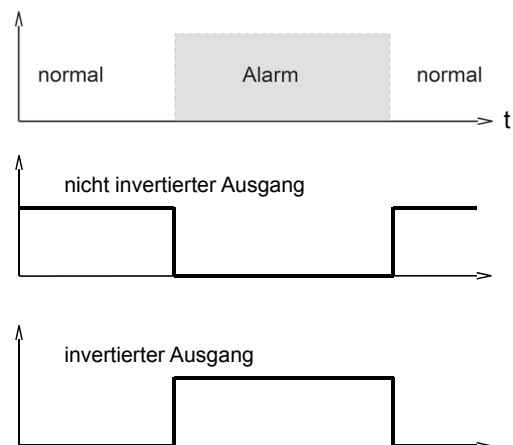 normal Alarm normal
t
nicht invertierter Ausgang
invertierter Ausgang